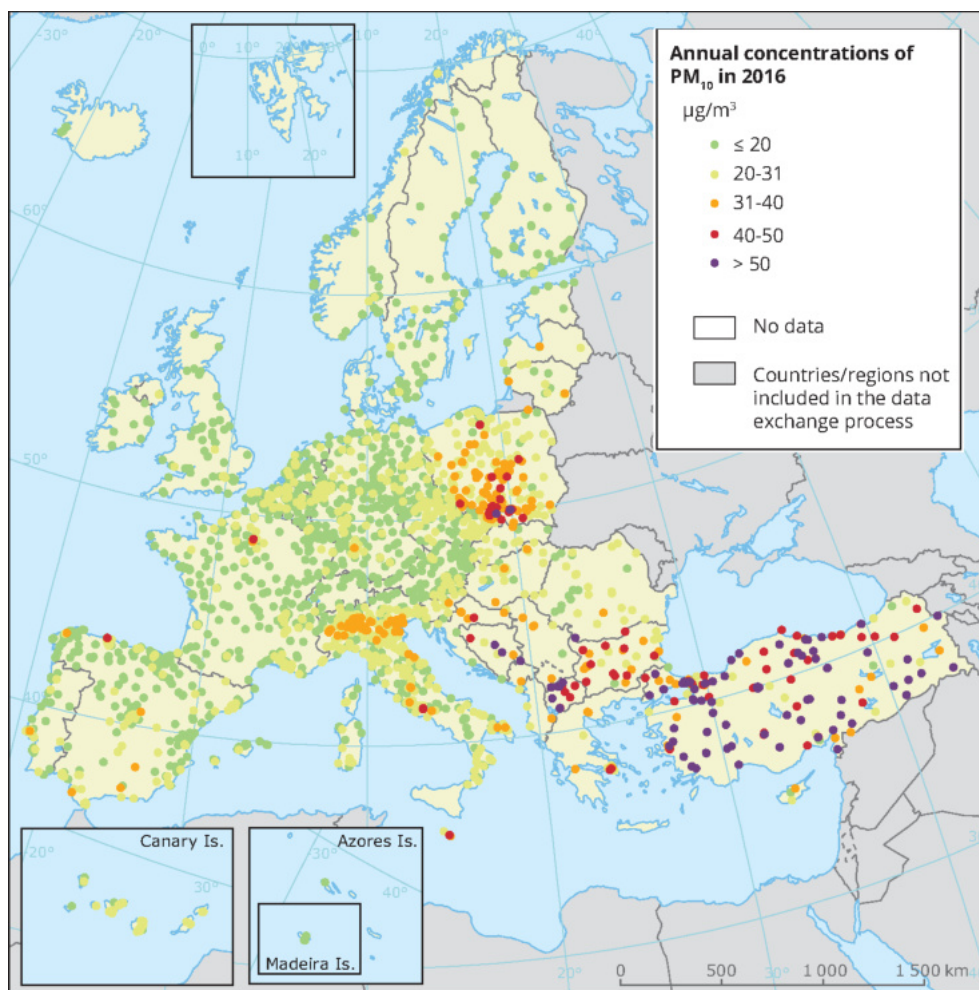 -30°
-20°
-10°
0°
10°
20°
30°
20°
30°
40°
Annual concentrations of
PM₁₀ in 2016
µg/m³
≤ 20
20-31
31-40
40-50
> 50
No data
Countries/regions not
included in the data
exchange process
10°
20°
60°
50°
40°
Canary Is.
-20°
30°
Azores Is.
-30°
40°
Madeira Is.
20°
30°
0 500 1 000 1 500 km